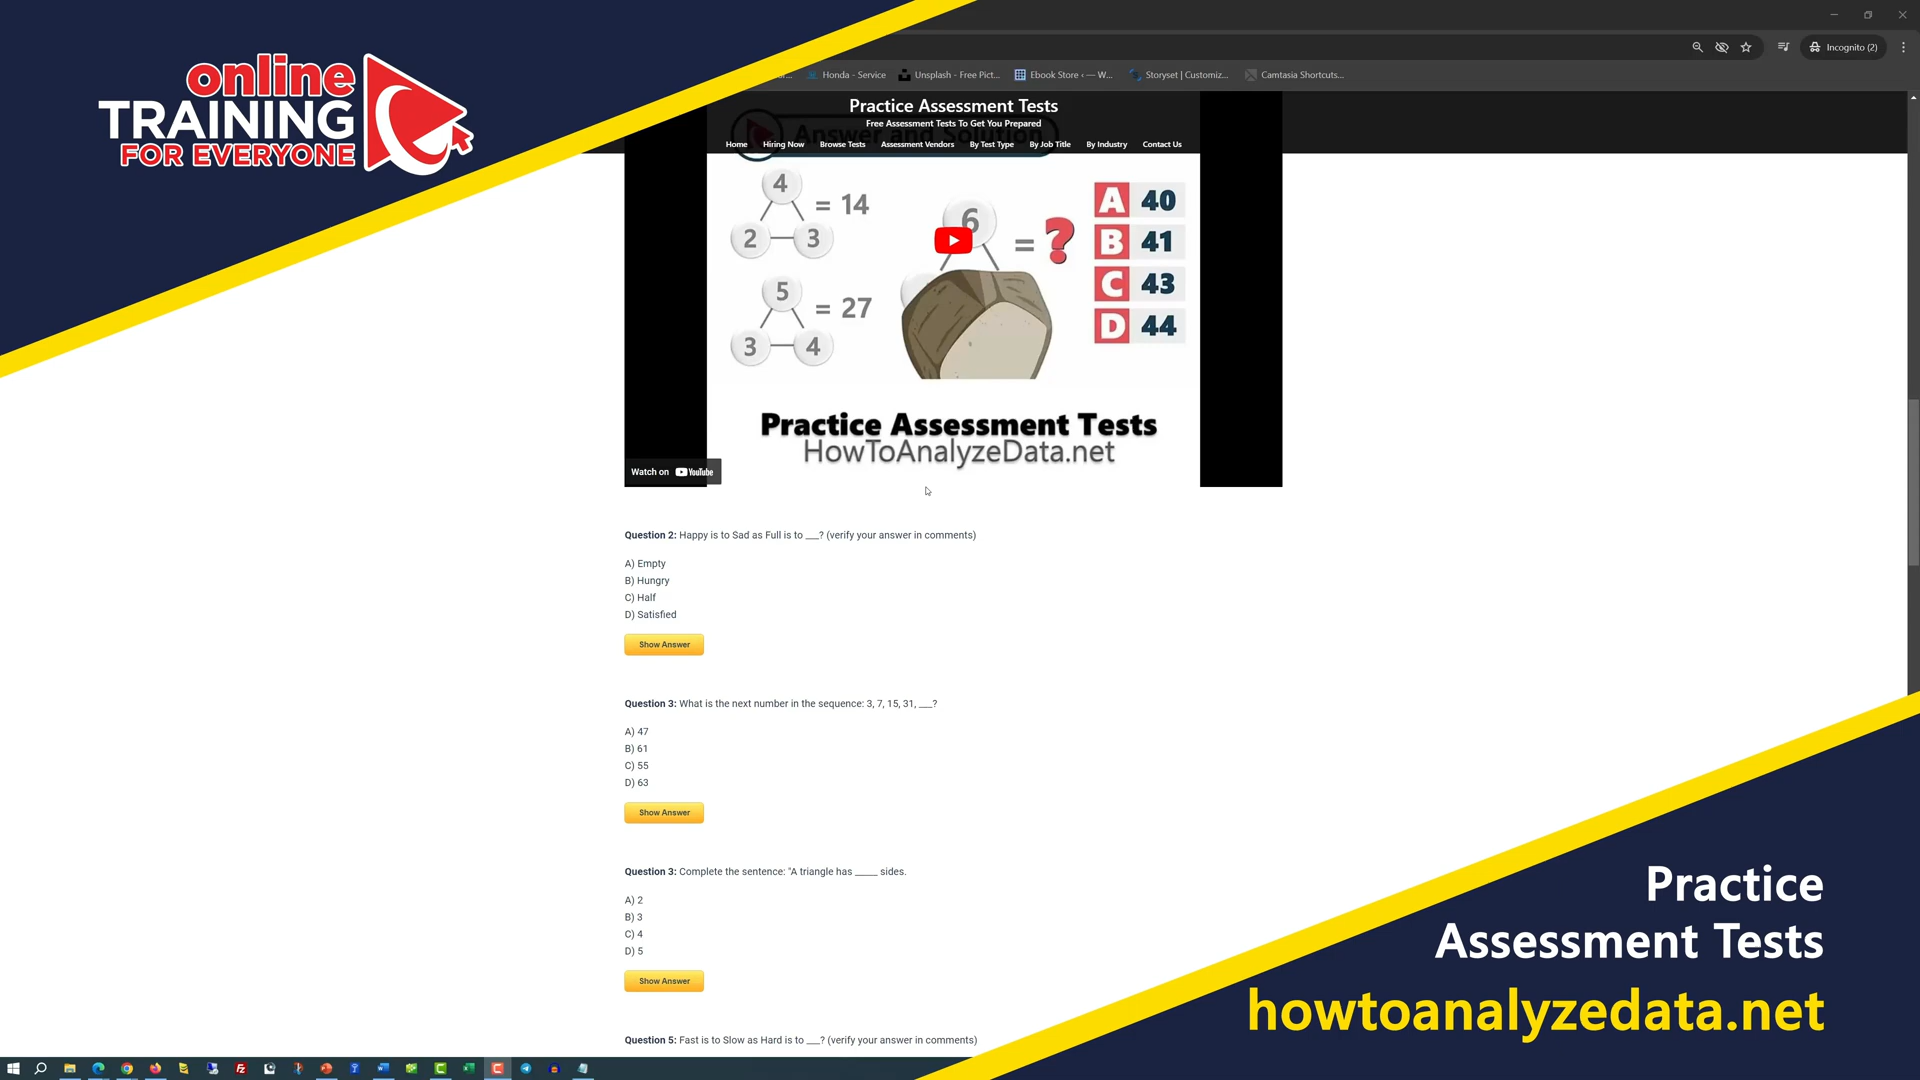 online
TRAINING
FOR EVERYONE
Incognito (2)
Honda - Service
Unsplash - Free Pict...
Ebook Store ‹ — W...
Storyset | Customiz...
Camtasia Shortcuts...
Practice Assessment Tests
Free Assessment Tests To Get You Prepared
Answer and Solution
Home
Hiring Now
Browse Tests
Assessment Vendors
By Test Type
By Job Title
By Industry
Contact Us
4
= 14
2
3
5
= 27
3
4
6
= ?
A 40
B 41
C 43
D 44
Practice Assessment Tests
HowToAnalyzeData.net
Watch on YouTube
Question 2: Happy is to Sad as Full is to ___? (verify your answer in comments)
A) Empty
B) Hungry
C) Half
D) Satisfied
Show Answer
Question 3: What is the next number in the sequence: 3, 7, 15, 31, ___?
A) 47
B) 61
C) 55
D) 63
Show Answer
Question 3: Complete the sentence: "A triangle has _____ sides.
A) 2
B) 3
C) 4
D) 5
Show Answer
Question 5: Fast is to Slow as Hard is to ___? (verify your answer in comments)
Practice
Assessment Tests
howtoanalyzedata.net